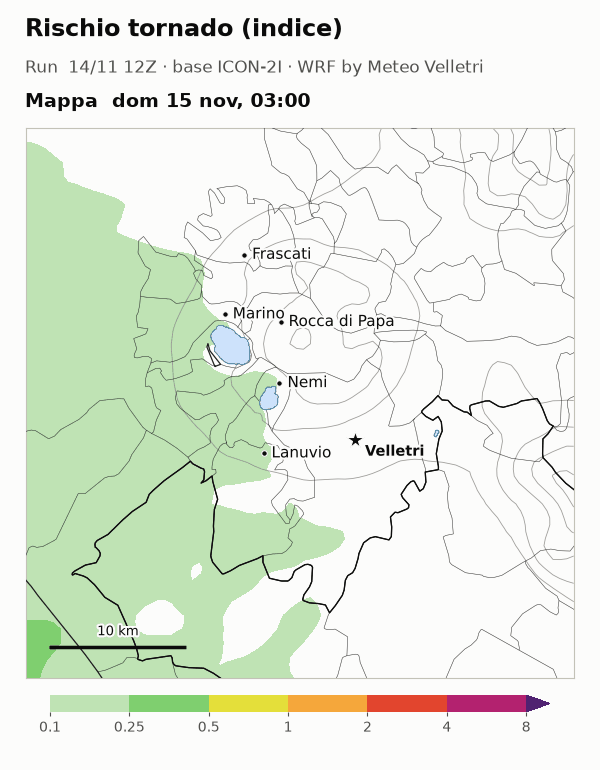 Rischio tornado (indice)
Run  14/11 12Z · base ICON-2I · WRF by Meteo Velletri
Mappa  dom 15 nov, 03:00
Frascati
Marino
Rocca di Papa
Nemi
Velletri
Lanuvio
10 km
0.1 0.25 0.5 1 2 4 8